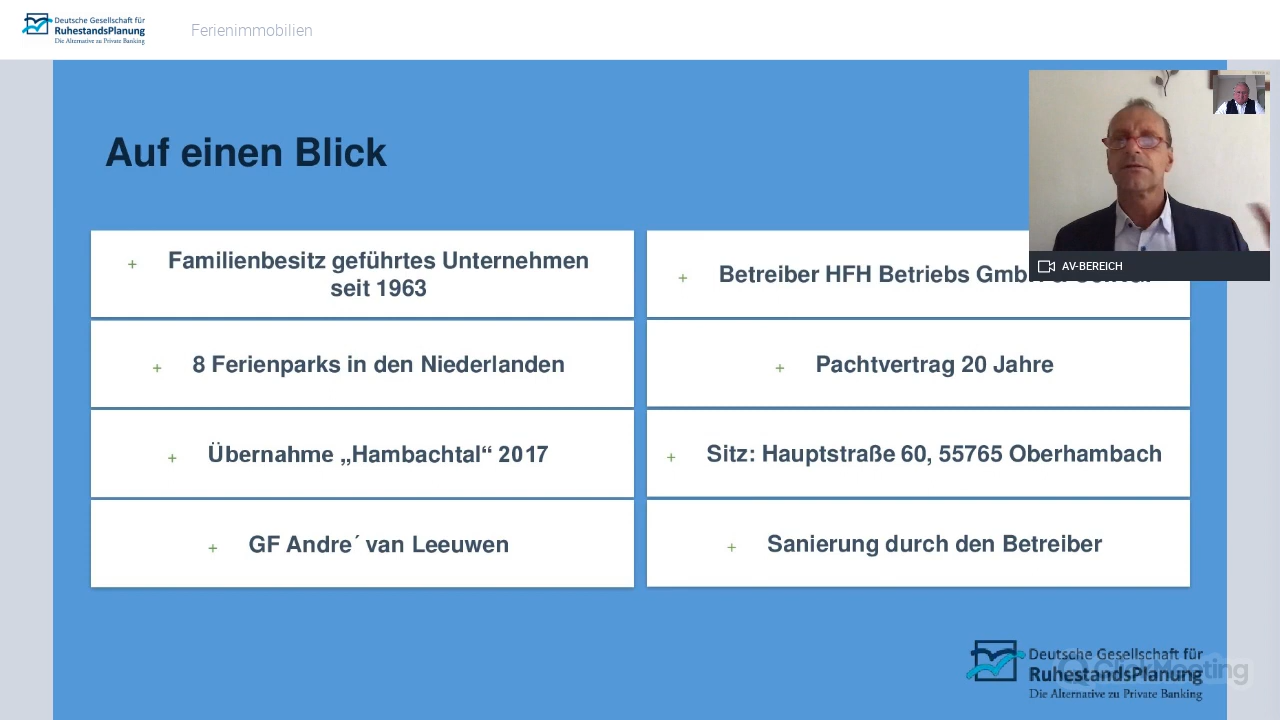 Deutsche Gesellschaft für
RuhestandsPlanung
Die Alternative zu Private Banking
Ferienimmobilien
Auf einen Blick
+ Familienbesitz geführtes Unternehmen
seit 1963
+ 8 Ferienparks in den Niederlanden
+ Übernahme „Hambachtal“ 2017
+ GF Andre´ van Leeuwen
+ Betreiber HFH Betriebs GmbH
+ Pachtvertrag 20 Jahre
+ Sitz: Hauptstraße 60, 55765 Oberhambach
+ Sanierung durch den Betreiber
AV-BEREICH
Deutsche Gesellschaft für
RuhestandsPlanung
Die Alternative zu Private Banking
ClickMeeting